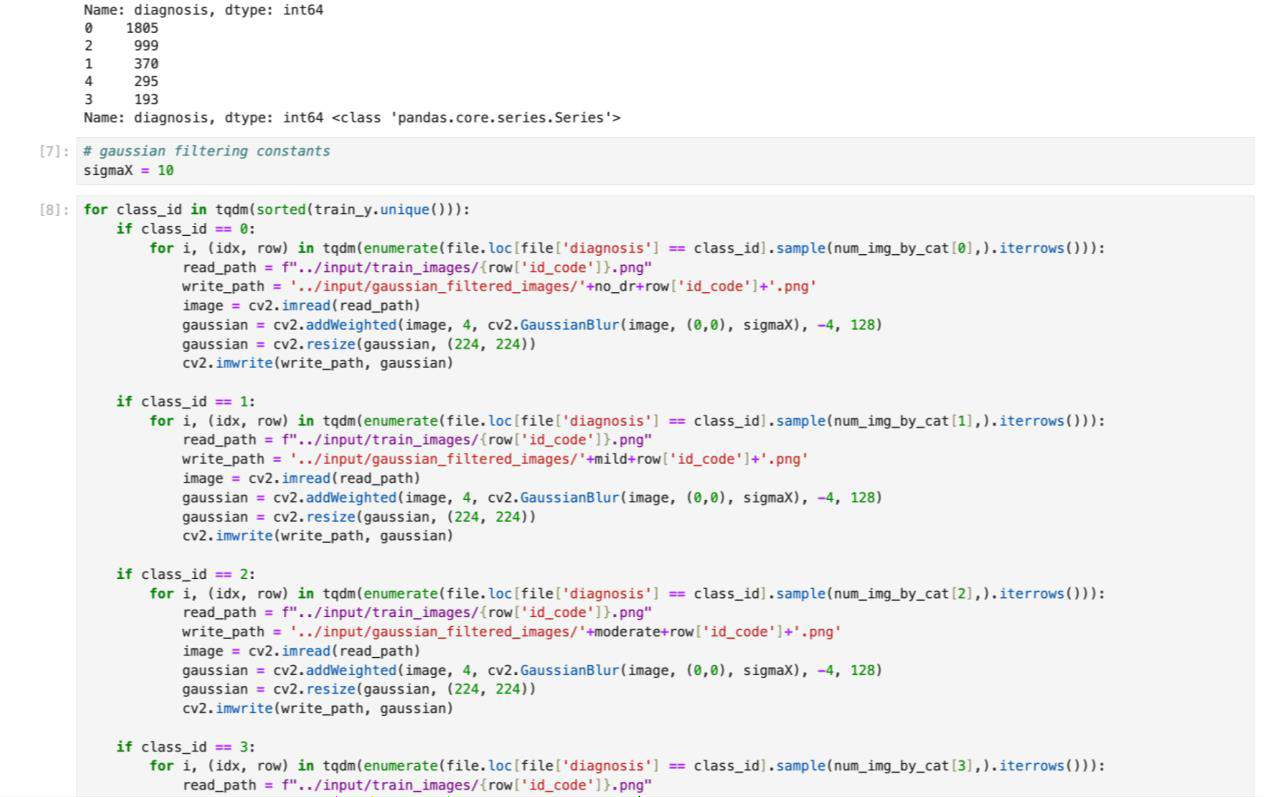 Name: diagnosis, dtype: int64
0    1805
2     999
1     370
4     295
3     193
Name: diagnosis, dtype: int64 <class 'pandas.core.series.Series'>
[7]: # gaussian filtering constants
sigmaX = 10
[8]: for class_id in tqdm(sorted(train_y.unique())):
    if class_id == 0:
        for i, (idx, row) in tqdm(enumerate(file.loc[file['diagnosis'] == class_id].sample(num_img_by_cat[0],).iterrows())):
            read_path = f"../input/train_images/{row['id_code']}.png"
            write_path = '../input/gaussian_filtered_images/'+no_dr+row['id_code']+'.png'
            image = cv2.imread(read_path)
            gaussian = cv2.addWeighted(image, 4, cv2.GaussianBlur(image, (0,0), sigmaX), -4, 128)
            gaussian = cv2.resize(gaussian, (224, 224))
            cv2.imwrite(write_path, gaussian)
    if class_id == 1:
        for i, (idx, row) in tqdm(enumerate(file.loc[file['diagnosis'] == class_id].sample(num_img_by_cat[1],).iterrows())):
            read_path = f"../input/train_images/{row['id_code']}.png"
            write_path = '../input/gaussian_filtered_images/'+mild+row['id_code']+'.png'
            image = cv2.imread(read_path)
            gaussian = cv2.addWeighted(image, 4, cv2.GaussianBlur(image, (0,0), sigmaX), -4, 128)
            gaussian = cv2.resize(gaussian, (224, 224))
            cv2.imwrite(write_path, gaussian)
    if class_id == 2:
        for i, (idx, row) in tqdm(enumerate(file.loc[file['diagnosis'] == class_id].sample(num_img_by_cat[2],).iterrows())):
            read_path = f"../input/train_images/{row['id_code']}.png"
            write_path = '../input/gaussian_filtered_images/'+moderate+row['id_code']+'.png'
            image = cv2.imread(read_path)
            gaussian = cv2.addWeighted(image, 4, cv2.GaussianBlur(image, (0,0), sigmaX), -4, 128)
            gaussian = cv2.resize(gaussian, (224, 224))
            cv2.imwrite(write_path, gaussian)
    if class_id == 3:
        for i, (idx, row) in tqdm(enumerate(file.loc[file['diagnosis'] == class_id].sample(num_img_by_cat[3],).iterrows())):
            read_path = f"../input/train_images/{row['id_code']}.png"